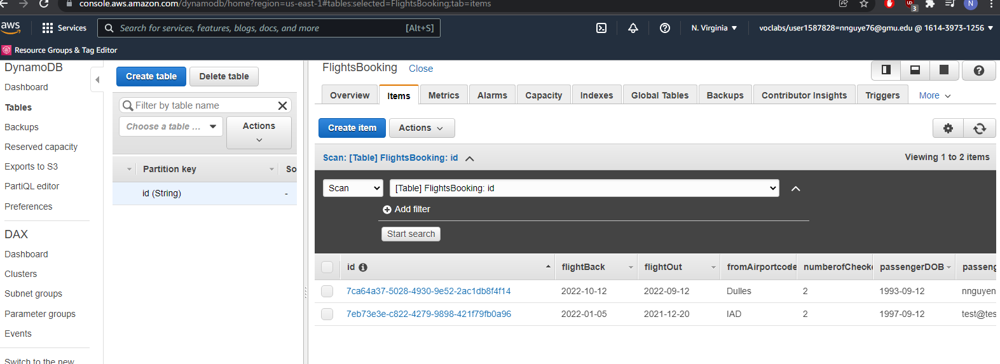 console.aws.amazon.com/dynamodb/home?region=us-east-1#tables:selected=FlightsBooking;tab=items
3
N
aws
Services
Search for services, features, blogs, docs, and more
[Alt+S]
N. Virginia
voclabs/user1587828=nnguye76@gmu.edu @ 1614-3973-1256
Resource Groups & Tag Editor
DynamoDB
Dashboard
Tables
Backups
Reserved capacity
Exports to S3
PartiQL editor
Preferences
DAX
Dashboard
Clusters
Subnet groups
Parameter groups
Events
Switch to the new
Create table
Delete table
Filter by table name
Choose a table ...
Actions
Partition key
So
id (String)
-
FlightsBooking
Close
Overview
Items
Metrics
Alarms
Capacity
Indexes
Global Tables
Backups
Contributor Insights
Triggers
More
Create item
Actions
Scan: [Table] FlightsBooking: id
Viewing 1 to 2 items
Scan
[Table] FlightsBooking: id
Add filter
Start search
id flightBack flightOut fromAirportcode numberofChecke passengerDOB passeng
7ca64a37-5028-4930-9e52-2ac1db8f4f14 2022-10-12 2022-09-12 Dulles 2 1993-09-12 nnguyen
7eb73e3e-c822-4279-9898-421f79fb0a96 2022-01-05 2021-12-20 IAD 2 1997-09-12 test@tes